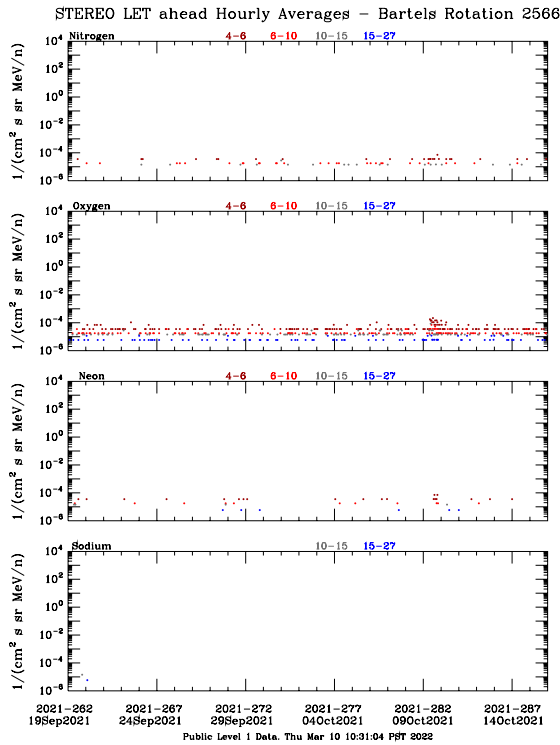 STEREO LET ahead Hourly Averages – Bartels Rotation 2566
Nitrogen 4–6 6–10 10–15 15–27
10^4
10^2
10^0
10^-2
10^-4
10^-6
1/(cm^2 s sr MeV/n)
Oxygen 4–6 6–10 10–15 15–27
10^4
10^2
10^0
10^-2
10^-4
10^-6
1/(cm^2 s sr MeV/n)
Neon 4–6 6–10 10–15 15–27
10^4
10^2
10^0
10^-2
10^-4
10^-6
1/(cm^2 s sr MeV/n)
Sodium 10–15 15–27
10^4
10^2
10^0
10^-2
10^-4
10^-6
1/(cm^2 s sr MeV/n)
2021–262 2021–267 2021–272 2021–277 2021–282 2021–287
19Sep2021 24Sep2021 29Sep2021 04Oct2021 09Oct2021 14Oct2021
Public Level 1 Data, Thu Mar 10 10:31:04 PST 2022